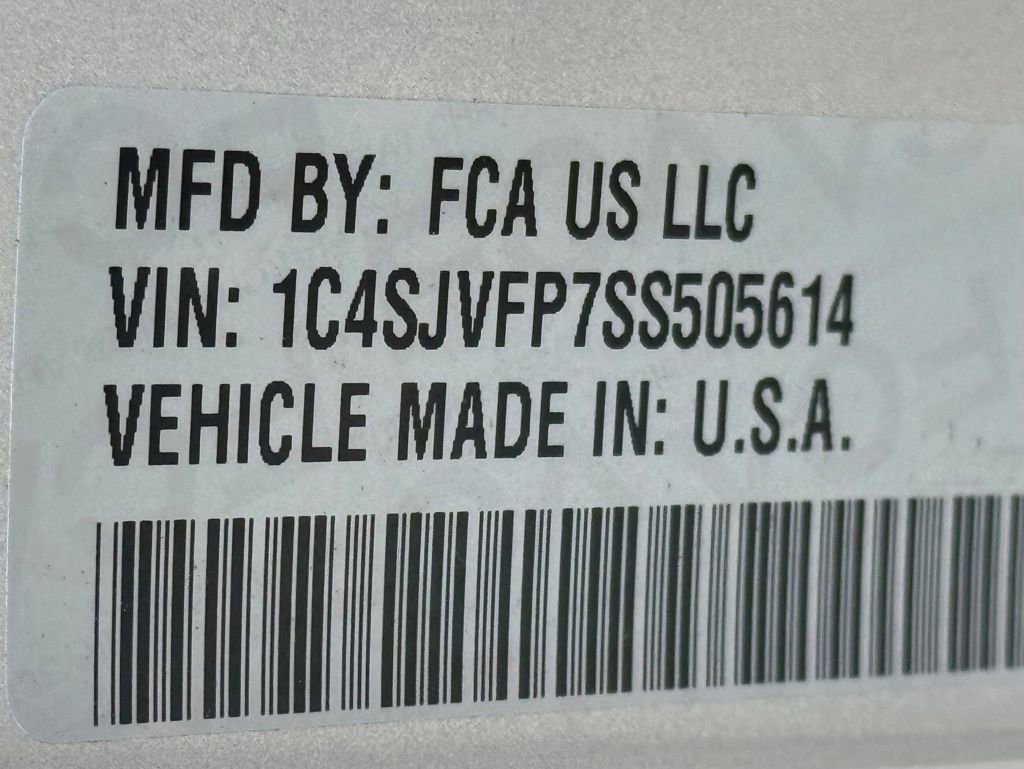 MFD BY: FCA US LLC
VIN: 1C4SJVFP7SS505614
VEHICLE MADE IN: U.S.A.